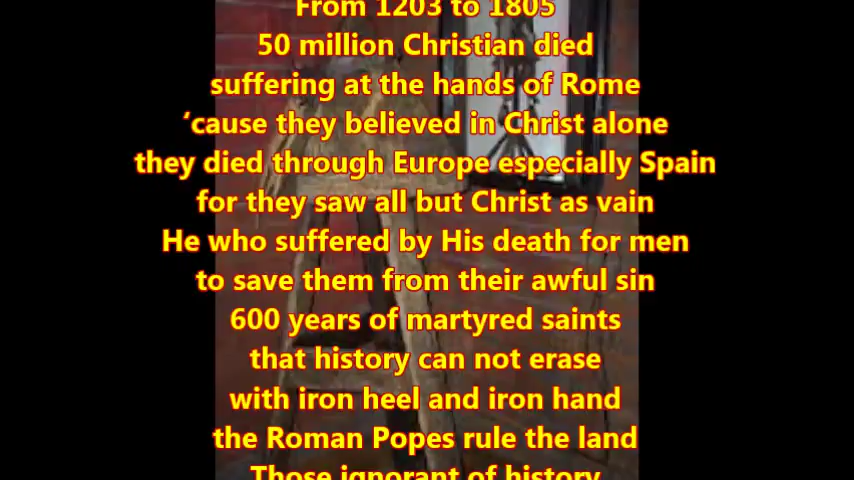 From 1203 to 1805
50 million Christian died
suffering at the hands of Rome
‘cause they believed in Christ alone
they died through Europe especially Spain
for they saw all but Christ as vain
He who suffered by His death for men
to save them from their awful sin
600 years of martyred saints
that history can not erase
with iron heel and iron hand
the Roman Popes rule the land
Those ignorant of history